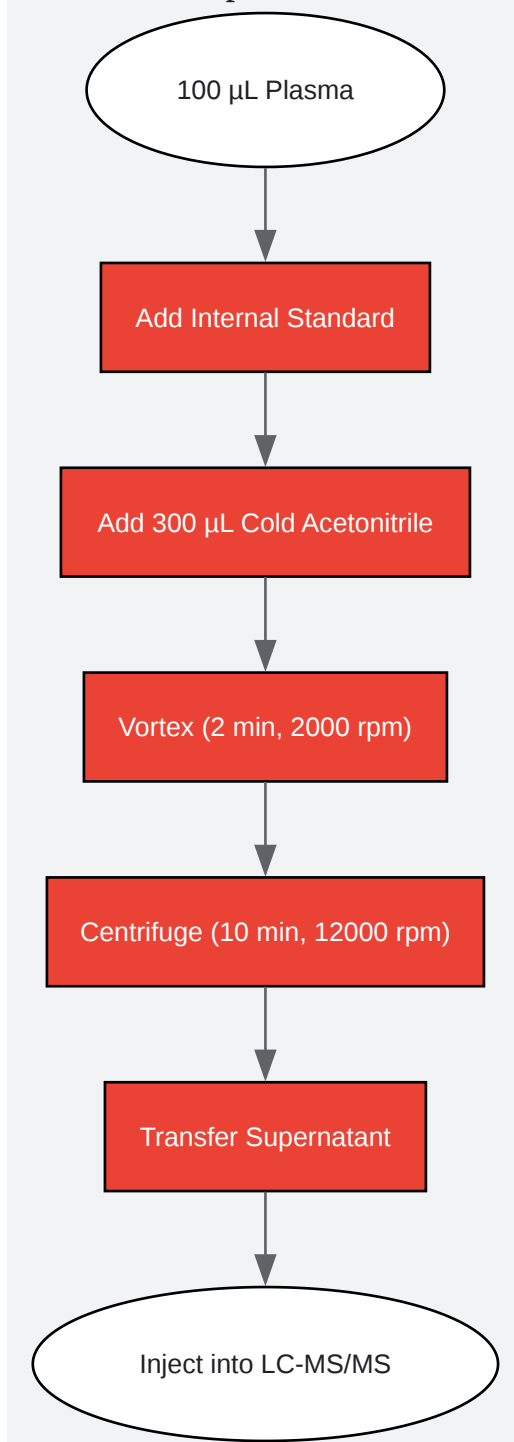 100 µL Plasma
Add Internal Standard
Add 300 µL Cold Acetonitrile
Vortex (2 min, 2000 rpm)
Centrifuge (10 min, 12000 rpm)
Transfer Supernatant
Inject into LC-MS/MS